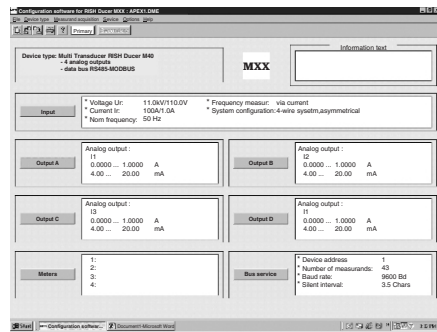 Configuration software for RISH Ducer MXX : APEX1.DME
File Device type Measurand acquisition Service Options Help
Primary
Device type: Multi Transducer RISH Ducer M40
- 4 analog outputs
- data bus RS485-MODBUS
MXX
Information text
Input
* Voltage Ur: 11.0kV/110.0V * Frequency measur: via current
* Current Ir: 100A/1.0A * System configuration:4-wire sysetm,asymmetrical
* Nom frequency: 50 Hz
Output A
Analog output :
I1
0.0000 ... 1.0000 A
4.00 ... 20.00 mA
Output B
Analog output :
I2
0.0000 ... 1.0000 A
4.00 ... 20.00 mA
Output C
Analog output :
I3
0.0000 ... 1.0000 A
4.00 ... 20.00 mA
Output D
Analog output :
I1
0.0000 ... 1.0000 A
4.00 ... 20.00 mA
Meters
1:
2:
3:
4:
Bus service
* Device address 1
* Number of measurands: 43
* Baud rate: 9600 Bd
* Silent interval: 3.5 Chars
Start Configuration softwar... Document-Microsoft Word